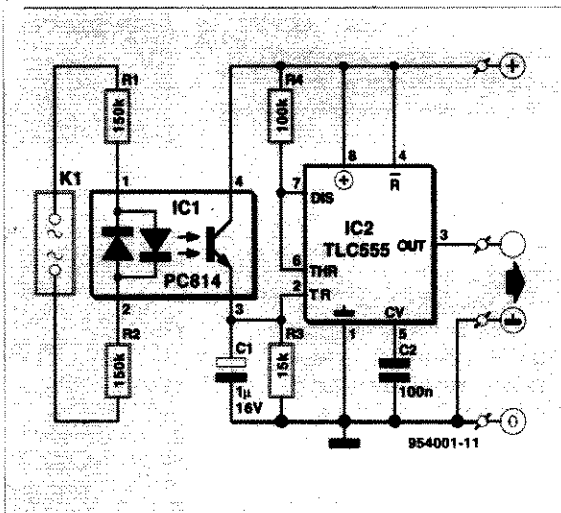 R1
150k
K1
1
IC1
4
PC814
2
3
R2
150k
C1
1µ
16V
R3
15k
R4
100k
8
4
+
R
7
DIS
IC2
TLC555
OUT
3
6
THR
2
TR
CV
1
5
C2
100n
+
0
954001-11